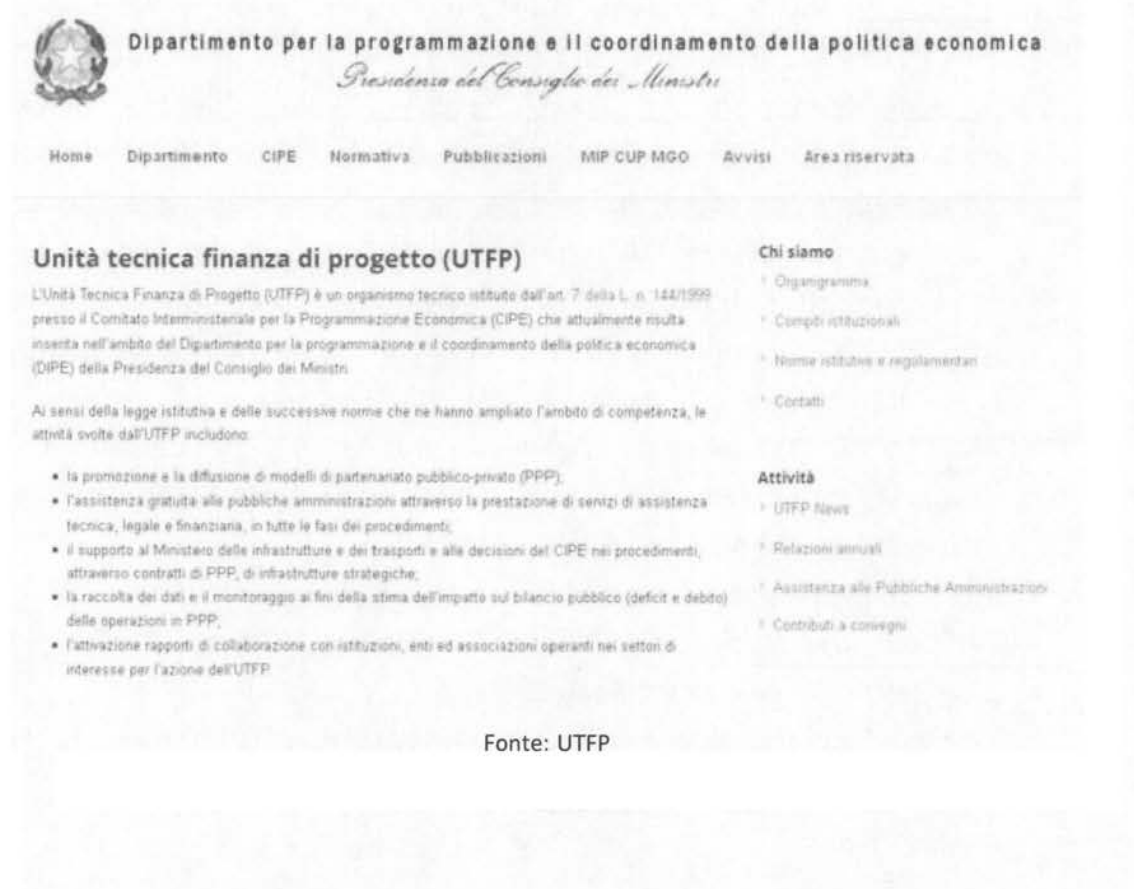 Dipartimento per la programmazione e il coordinamento della politica economica
Presidenza del Consiglio dei Ministri
Home Dipartimento CIPE Normativa Pubblicazioni MIP CUP MGO Avvisi Area riservata
Unità tecnica finanza di progetto (UTFP)
L'Unità Tecnica Finanza di Progetto (UTFP) è un organismo tecnico istituto dall'art. 7 della L. n. 144/1999
presso il Comitato Interministeriale per la Programmazione Economica (CIPE) che attualmente risulta
inserita nell'ambito del Dipartimento per la programmazione e il coordinamento della politica economica
(DIPE) della Presidenza del Consiglio dei Ministri.
Ai sensi della legge istitutiva e delle successive norme che ne hanno ampliato l'ambito di competenza, le
attività svolte dall'UTFP includono:
• la promozione e la diffusione di modelli di partenariato pubblico-privato (PPP);
• l'assistenza gratuita alle pubbliche amministrazioni attraverso la prestazione di servizi di assistenza
tecnica, legale e finanziaria, in tutte le fasi dei procedimenti;
• il supporto al Ministero delle infrastrutture e dei trasporti e alle decisioni del CIPE nei procedimenti,
attraverso contratti di PPP, di infrastrutture strategiche;
• la raccolta dei dati e il monitoraggio ai fini della stima dell'impatto sul bilancio pubblico (deficit e debito)
delle operazioni in PPP;
• l'attivazione rapporti di collaborazione con istituzioni, enti ed associazioni operanti nei settori di
interesse per l'azione dell'UTFP.
Chi siamo
Organigramma
Compiti istituzionali
Norme istitutive e regolamentari
Contatti
Attività
UTFP News
Relazioni annuali
Assistenza alle Pubbliche Amministrazioni
Contributi a convegni
Fonte: UTFP